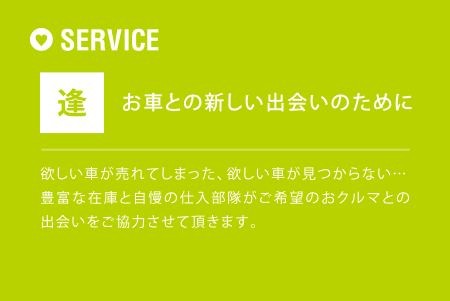 SERVICE
逢
お車との新しい出会いのために
欲しい車が売れてしまった、欲しい車が見つからない…
豊富な在庫と自慢の仕入部隊がご希望のおクルマとの
出会いをご協力させて頂きます。